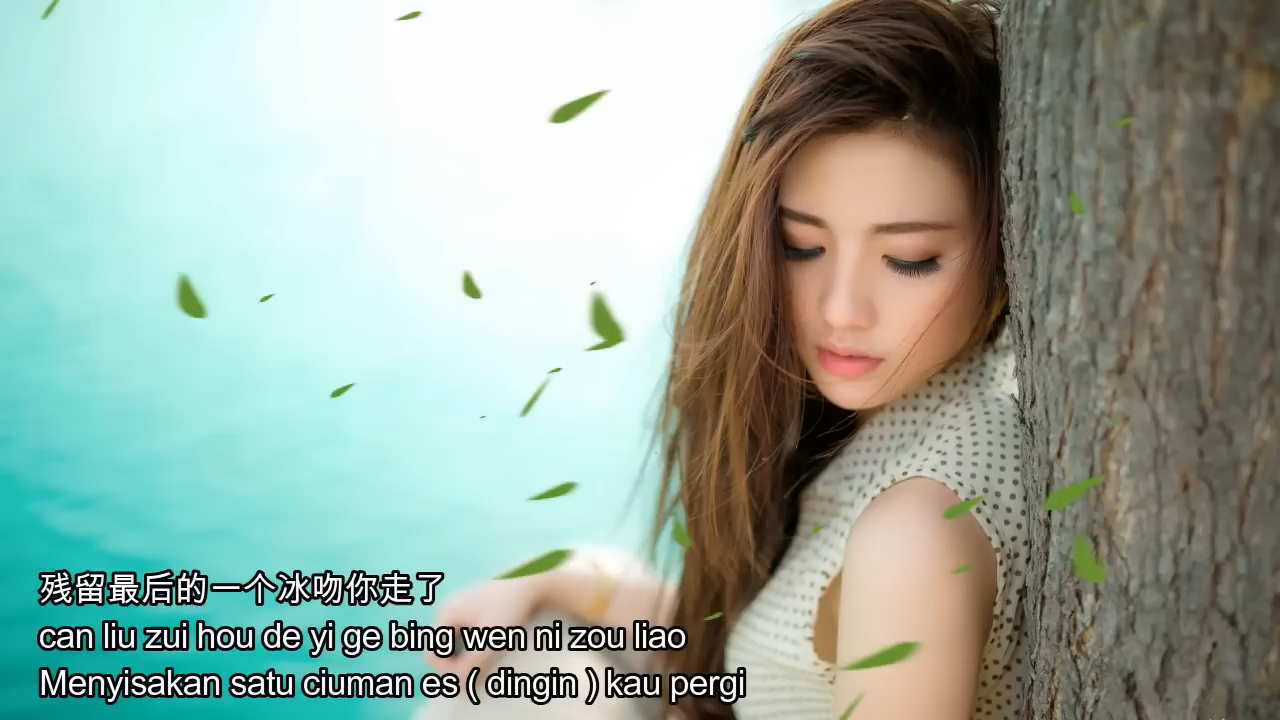 残留最后的一个冰吻你走了
can liu zui hou de yi ge bing wen ni zou liao
Menyisakan satu ciuman es ( dingin ) kau pergi